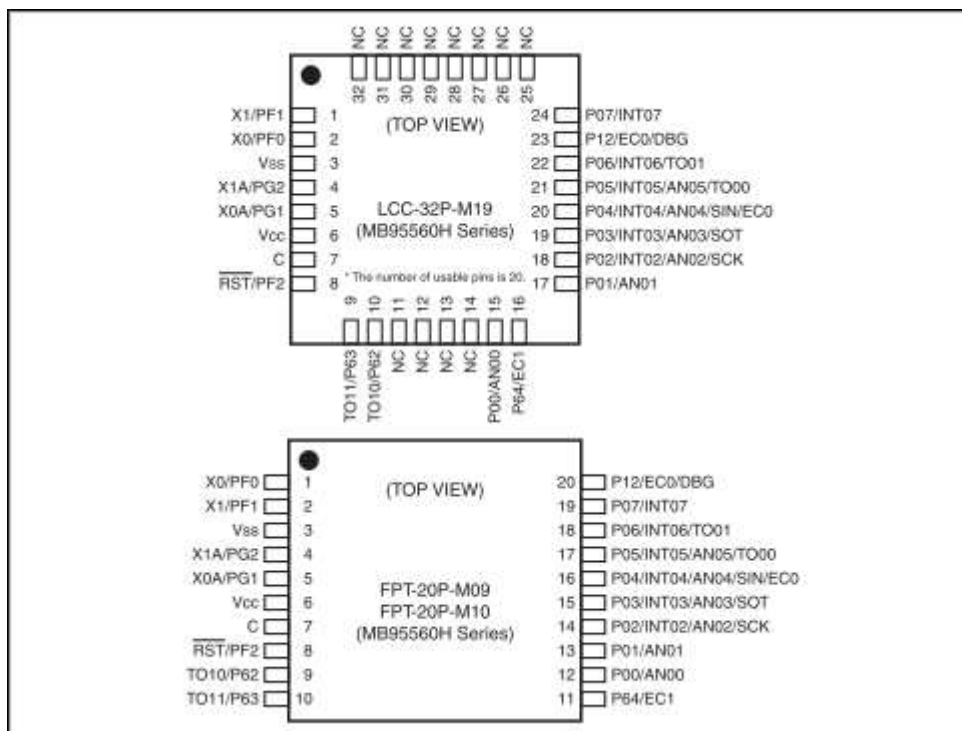 NC NC NC NC NC NC NC NC
32 31 30 29 28 27 26 25
(TOP VIEW)
X1/PF1 1 24 P07/INT07
X0/PF0 2 23 P12/EC0/DBG
Vss 3 22 P06/INT06/TO01
X1A/PG2 4 21 P05/INT05/AN05/TO00
X0A/PG1 5 20 P04/INT04/AN04/SIN/EC0
LCC-32P-M19
Vcc 6 19 P03/INT03/AN03/SOT
(MB95560H Series)
C 7 18 P02/INT02/AN02/SCK
* The number of usable pins is 20.
RST/PF2 8 17 P01/AN01
9 10 11 12 13 14 15 16
TO11/P63 TO10/P62 NC NC NC NC P00/AN00 P64/EC1
X0/PF0 1 (TOP VIEW) 20 P12/EC0/DBG
X1/PF1 2 19 P07/INT07
Vss 3 18 P06/INT06/TO01
X1A/PG2 4 17 P05/INT05/AN05/TO00
X0A/PG1 5 16 P04/INT04/AN04/SIN/EC0
FPT-20P-M09
Vcc 6 15 P03/INT03/AN03/SOT
FPT-20P-M10
C 7 14 P02/INT02/AN02/SCK
(MB95560H Series)
RST/PF2 8 13 P01/AN01
TO10/P62 9 12 P00/AN00
TO11/P63 10 11 P64/EC1